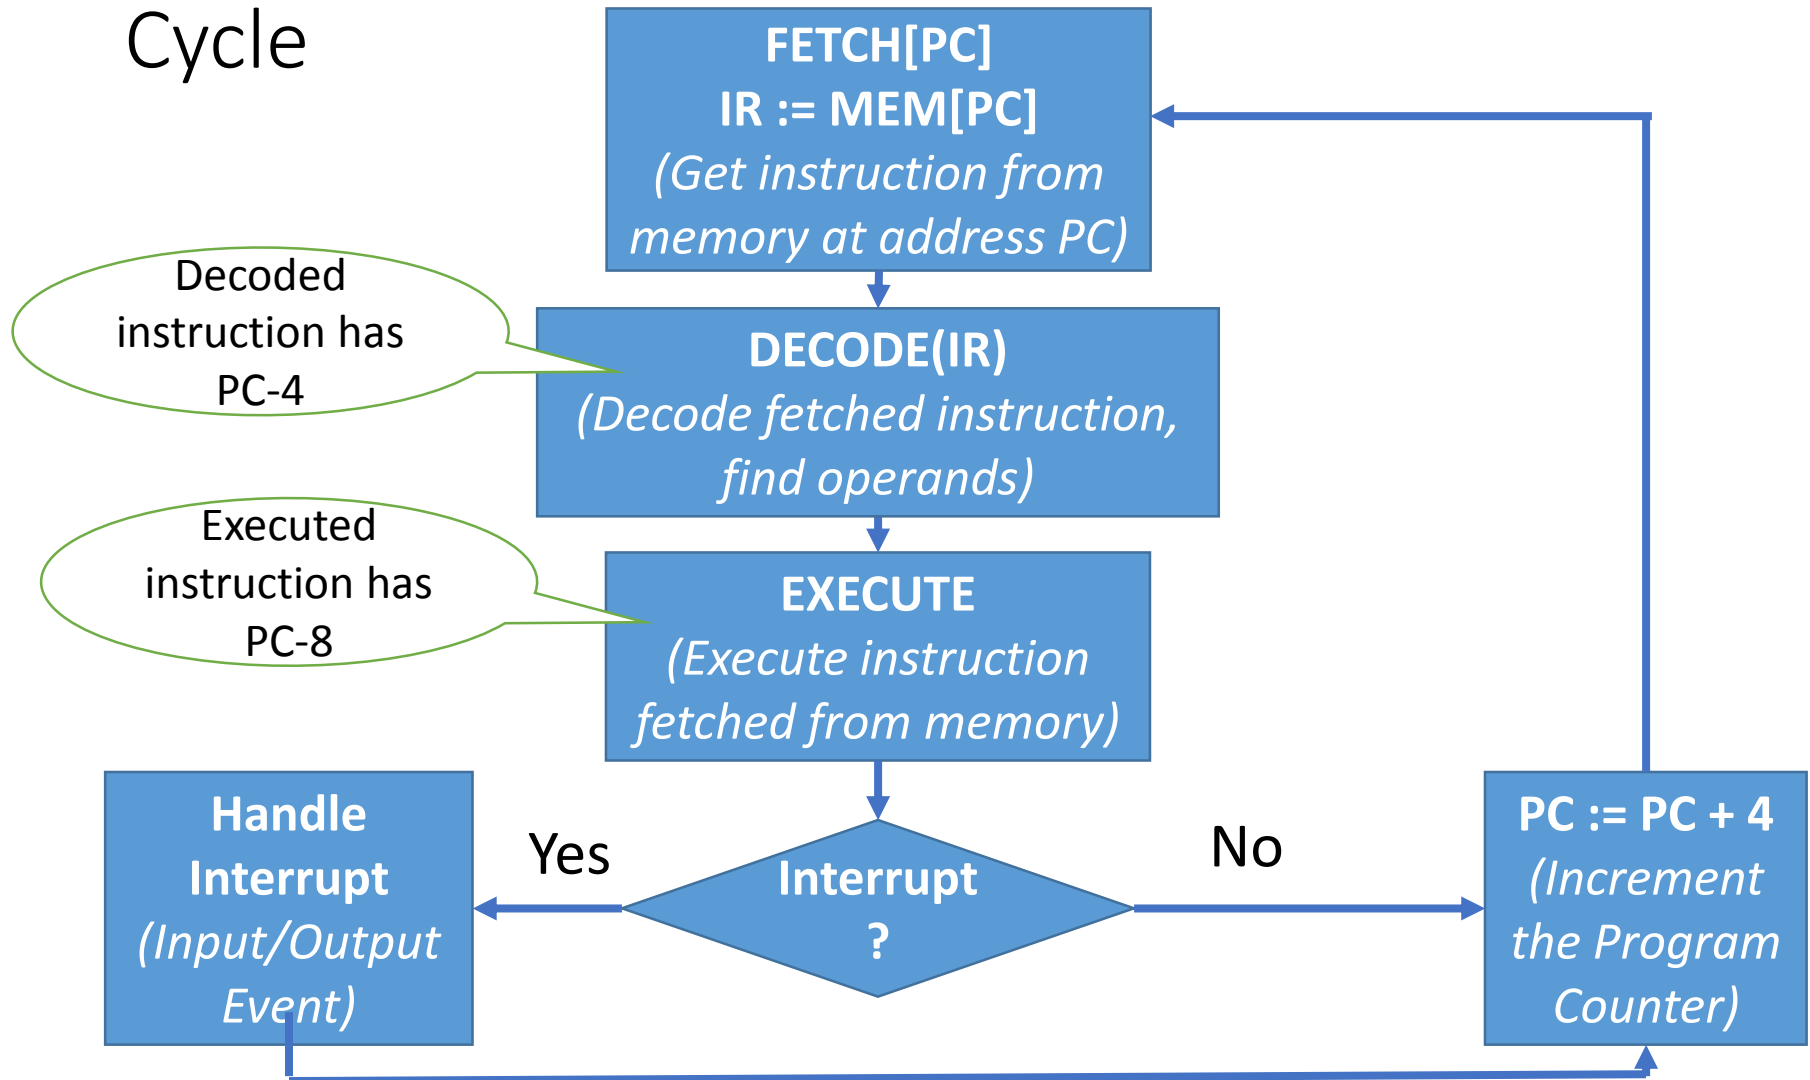 Cycle
FETCH[PC]
IR := MEM[PC]
(Get instruction from
memory at address PC)
Decoded
instruction has
PC-4
DECODE(IR)
(Decode fetched instruction,
find operands)
Executed
instruction has
PC-8
EXECUTE
(Execute instruction
fetched from memory)
Handle
Interrupt
(Input/Output
Event)
Yes
Interrupt
?
No
PC := PC + 4
(Increment
the Program
Counter)